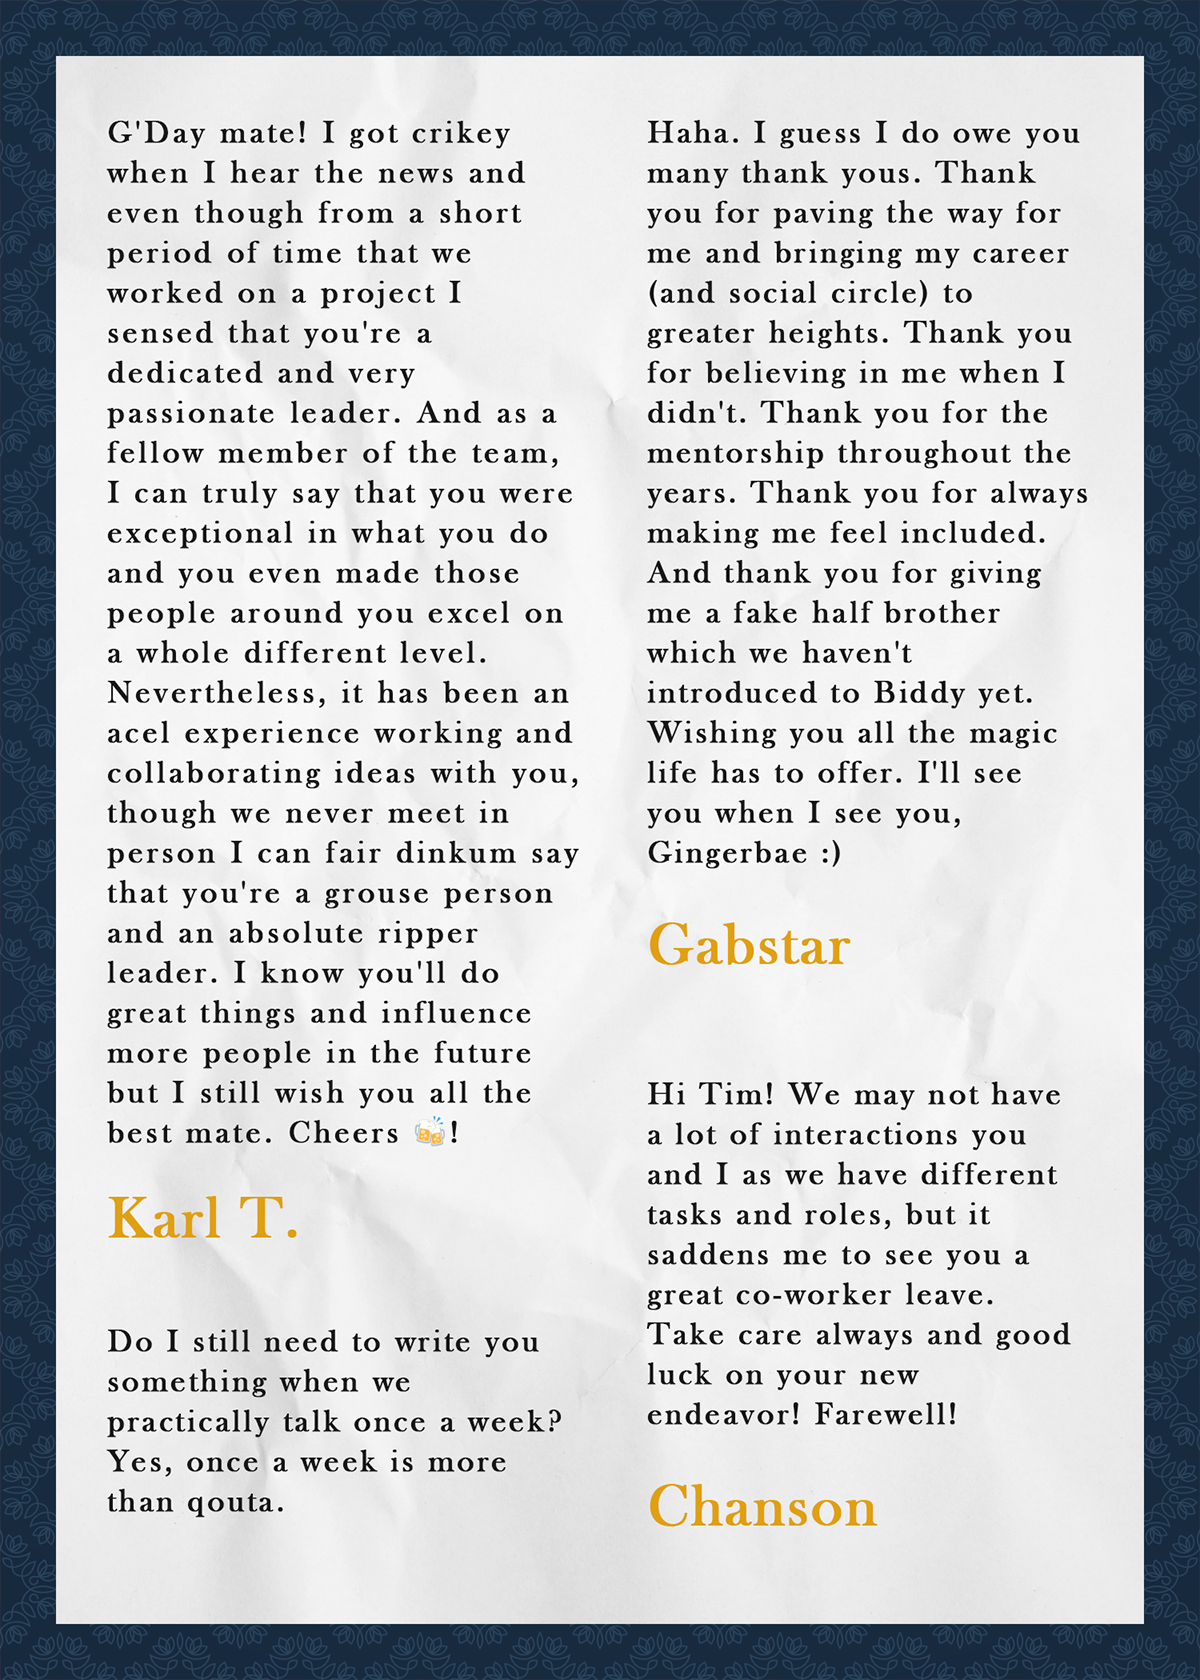 G'Day mate! I got crikey
when I hear the news and
even though from a short
period of time that we
worked on a project I
sensed that you're a
dedicated and very
passionate leader. And as a
fellow member of the team,
I can truly say that you were
exceptional in what you do
and you even made those
people around you excel on
a whole different level.
Nevertheless, it has been an
acel experience working and
collaborating ideas with you,
though we never meet in
person I can fair dinkum say
that you're a grouse person
and an absolute ripper
leader. I know you'll do
great things and influence
more people in the future
but I still wish you all the
best mate. Cheers 🍻!
Karl T.
Do I still need to write you
something when we
practically talk once a week?
Yes, once a week is more
than qouta.
Haha. I guess I do owe you
many thank yous. Thank
you for paving the way for
me and bringing my career
(and social circle) to
greater heights. Thank you
for believing in me when I
didn't. Thank you for the
mentorship throughout the
years. Thank you for always
making me feel included.
And thank you for giving
me a fake half brother
which we haven't
introduced to Biddy yet.
Wishing you all the magic
life has to offer. I'll see
you when I see you,
Gingerbae :)
Gabstar
Hi Tim! We may not have
a lot of interactions you
and I as we have different
tasks and roles, but it
saddens me to see you a
great co-worker leave.
Take care always and good
luck on your new
endeavor! Farewell!
Chanson